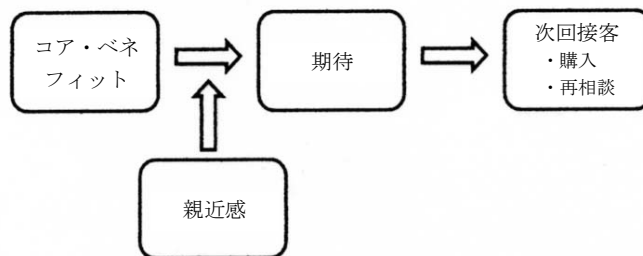 コア・ベネ
フィット
期待
次回接客
・購入
・再相談
親近感